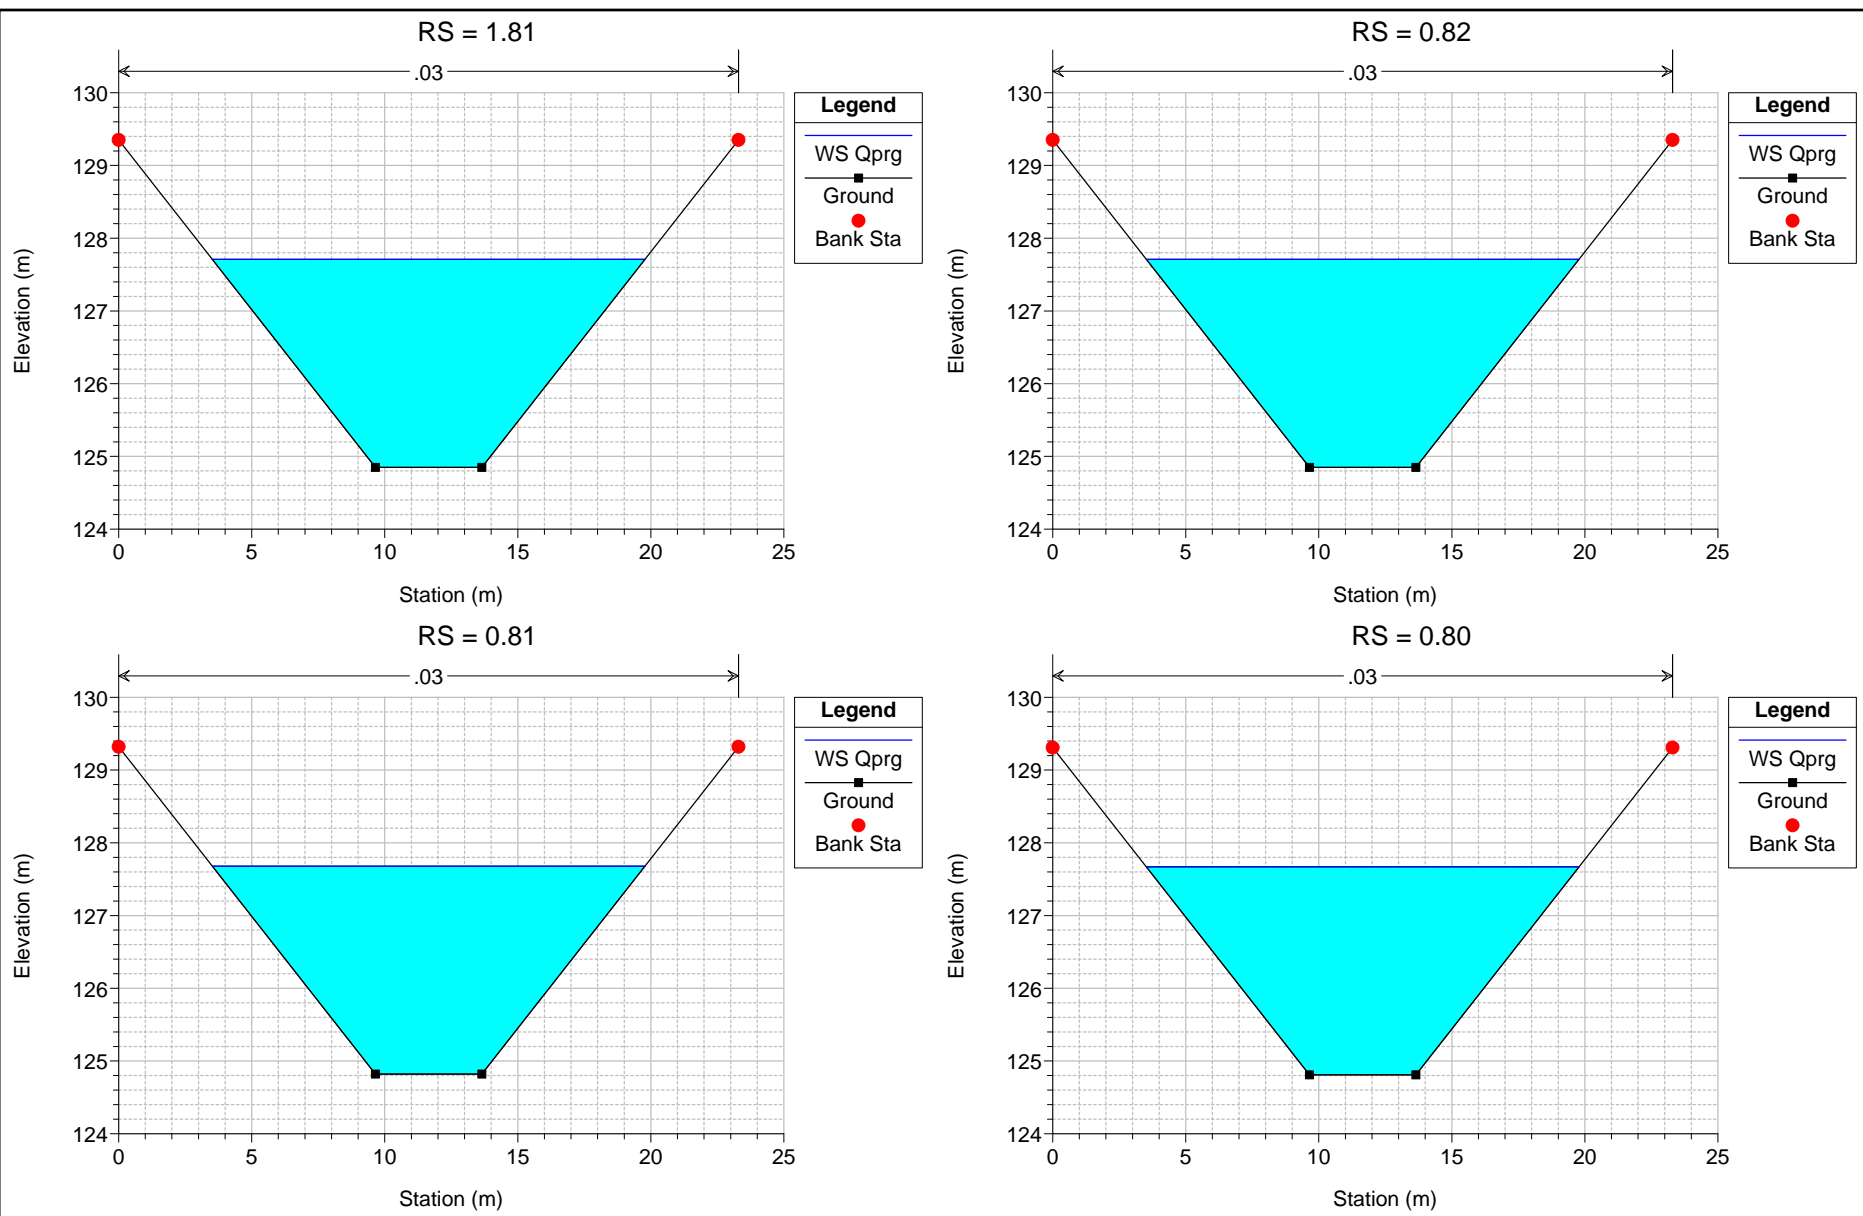 RS = 1.81
.03
130
129
128
127
126
125
124
0 5 10 15 20 25
Elevation (m)
Station (m)
Legend
WS Qprg
Ground
Bank Sta
RS = 0.82
.03
130
129
128
127
126
125
124
0 5 10 15 20 25
Elevation (m)
Station (m)
Legend
WS Qprg
Ground
Bank Sta
RS = 0.81
.03
130
129
128
127
126
125
124
0 5 10 15 20 25
Elevation (m)
Station (m)
Legend
WS Qprg
Ground
Bank Sta
RS = 0.80
.03
130
129
128
127
126
125
124
0 5 10 15 20 25
Elevation (m)
Station (m)
Legend
WS Qprg
Ground
Bank Sta